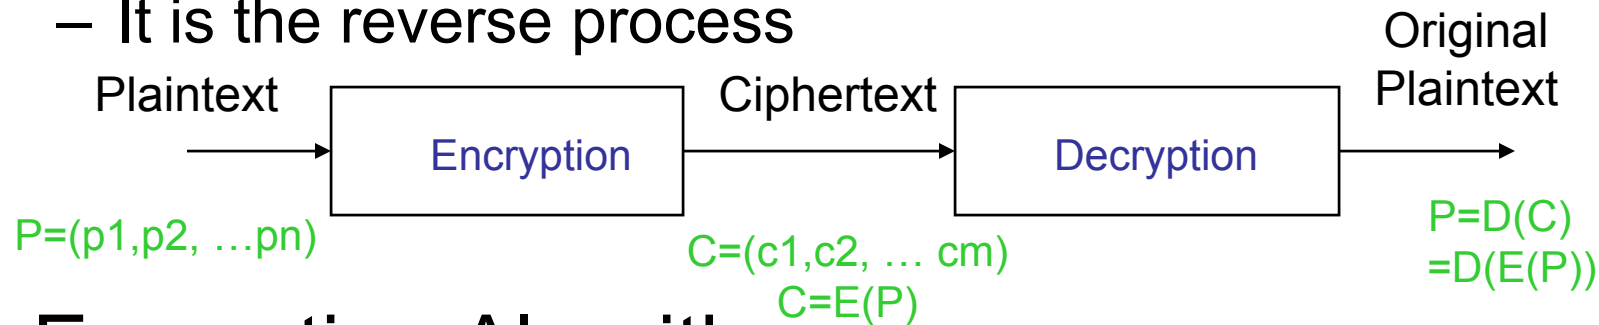 – It is the reverse process
Original
Plaintext
Plaintext
Ciphertext
Encryption
Decryption
P=(p1,p2, …pn)
C=(c1,c2, … cm)
C=E(P)
P=D(C)
=D(E(P))